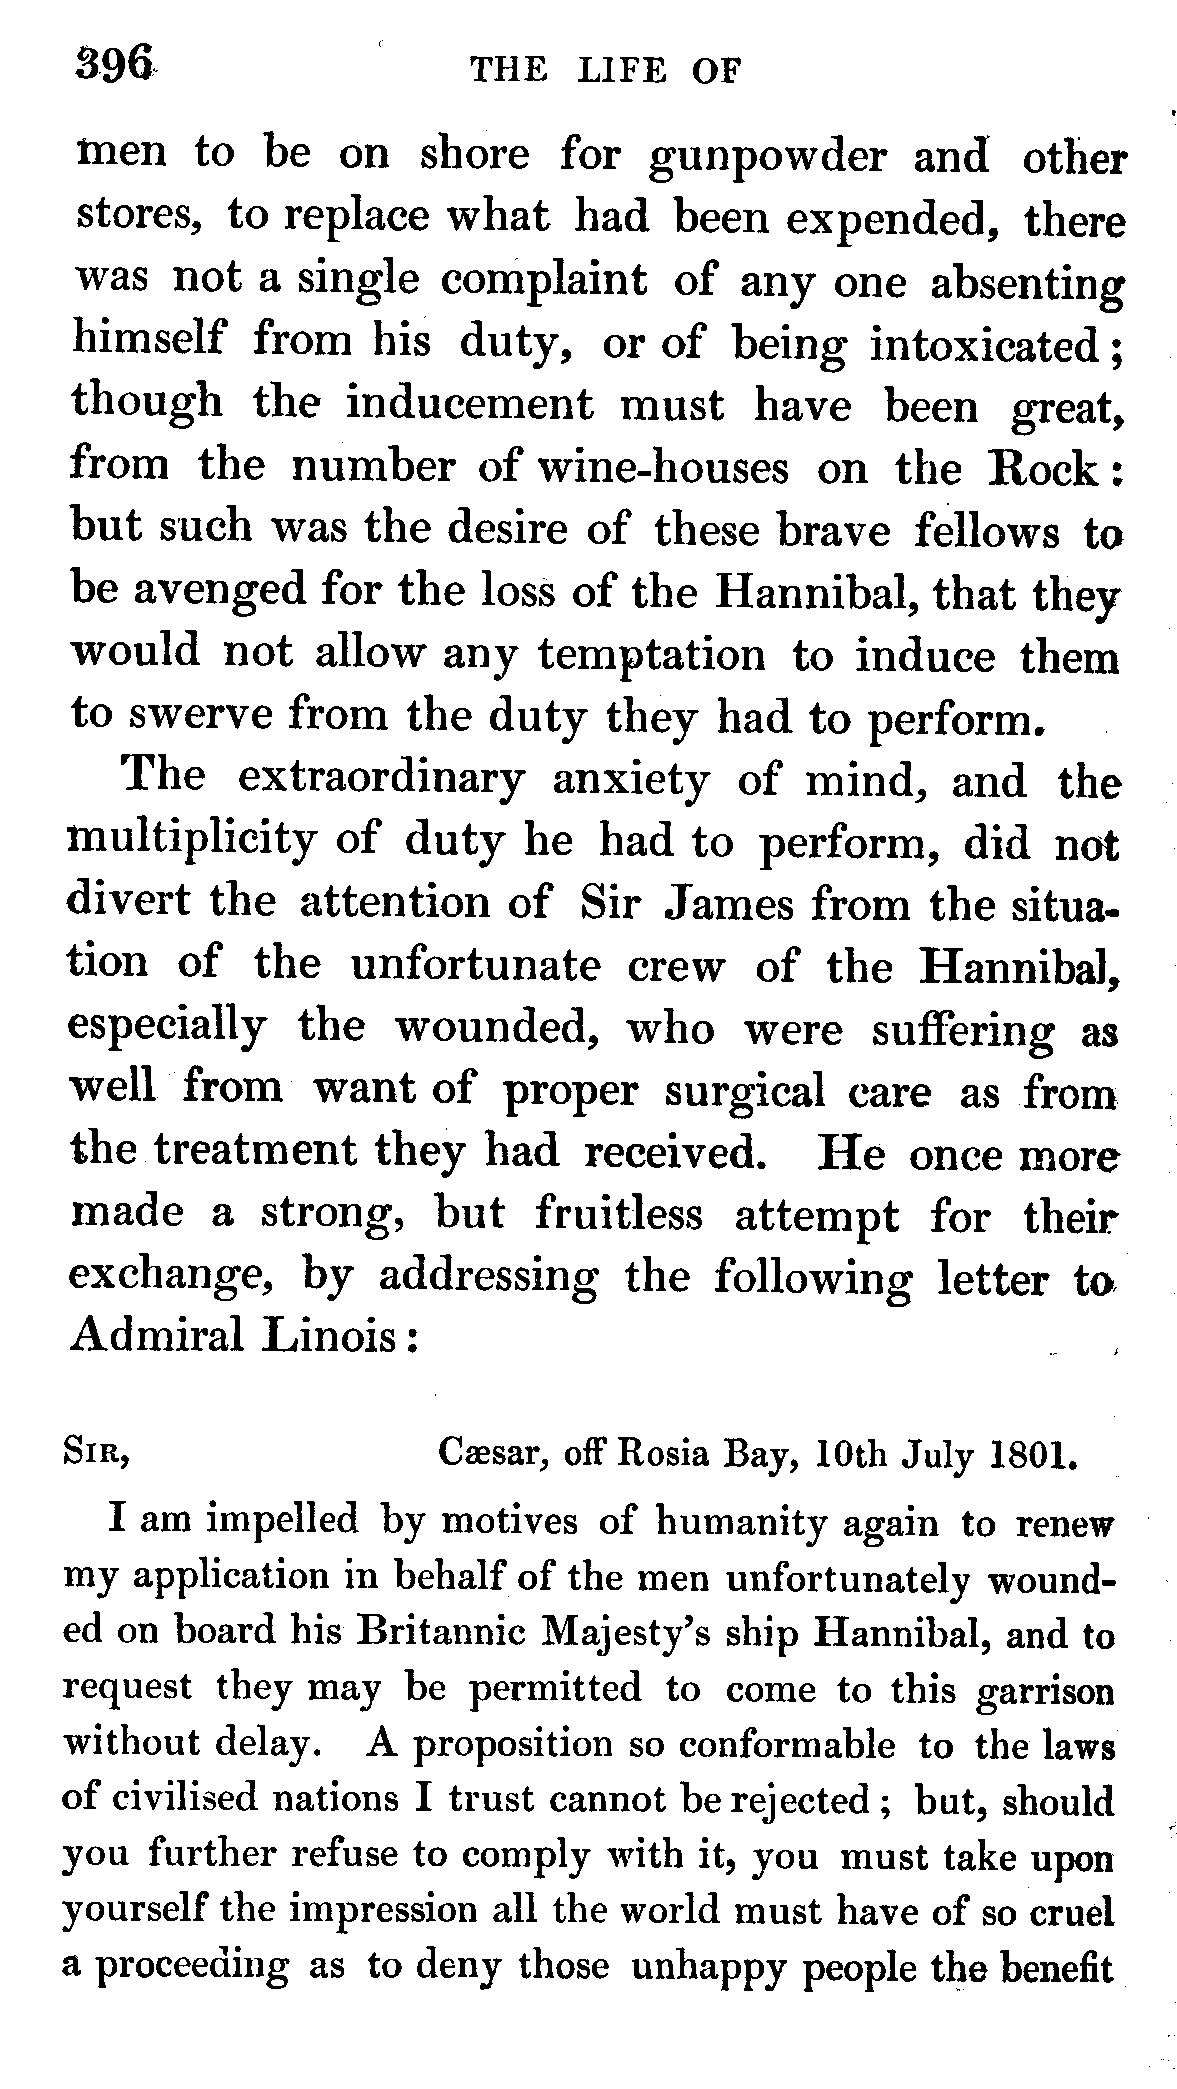 396 THE LIFE OF
men to be on shore for gunpowder and other
stores, to replace what had been expended, there
was not a single complaint of any one absenting
himself from his duty, or of being intoxicated ;
though the inducement must have been great,
from the number of wine-houses on the Rock :
but such was the desire of these brave fellows to
be avenged for the loss of the Hannibal, that they
would not allow any temptation to induce them
to swerve from the duty they had to perform.
The extraordinary anxiety of mind, and the
multiplicity of duty he had to perform, did not
divert the attention of Sir James from the situa-
tion of the unfortunate crew of the Hannibal,
especially the wounded, who were suffering as
well from want of proper surgical care as from
the treatment they had received. He once more
made a strong, but fruitless attempt for their
exchange, by addressing the following letter to
Admiral Linois :
SIR, Cæsar, off Rosia Bay, 10th July 1801.
I am impelled by motives of humanity again to renew
my application in behalf of the men unfortunately wound-
ed on board his Britannic Majesty's ship Hannibal, and to
request they may be permitted to come to this garrison
without delay. A proposition so conformable to the laws
of civilised nations I trust cannot be rejected ; but, should
you further refuse to comply with it, you must take upon
yourself the impression all the world must have of so cruel
a proceeding as to deny those unhappy people the benefit